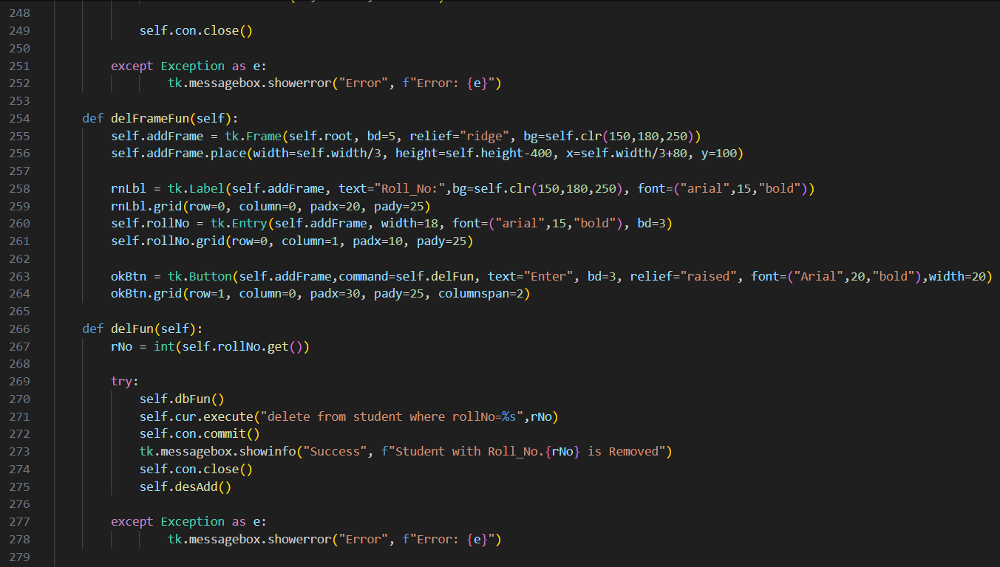 248
249 self.con.close()
250
251 except Exception as e:
252 tk.messagebox.showerror("Error", f"Error: {e}")
253
254 def delFrameFun(self):
255 self.addFrame = tk.Frame(self.root, bd=5, relief="ridge", bg=self.clr(150,180,250))
256 self.addFrame.place(width=self.width/3, height=self.height-400, x=self.width/3+80, y=100)
257
258 rnLbl = tk.Label(self.addFrame, text="Roll_No:",bg=self.clr(150,180,250), font=("arial",15,"bold"))
259 rnLbl.grid(row=0, column=0, padx=20, pady=25)
260 self.rollNo = tk.Entry(self.addFrame, width=18, font=("arial",15,"bold"), bd=3)
261 self.rollNo.grid(row=0, column=1, padx=10, pady=25)
262
263 okBtn = tk.Button(self.addFrame,command=self.delFun, text="Enter", bd=3, relief="raised", font=("Arial",20,"bold"),width=20)
264 okBtn.grid(row=1, column=0, padx=30, pady=25, columnspan=2)
265
266 def delFun(self):
267 rNo = int(self.rollNo.get())
268
269 try:
270 self.dbFun()
271 self.cur.execute("delete from student where rollNo=%s",rNo)
272 self.con.commit()
273 tk.messagebox.showinfo("Success", f"Student with Roll_No.{rNo} is Removed")
274 self.con.close()
275 self.desAdd()
276
277 except Exception as e:
278 tk.messagebox.showerror("Error", f"Error: {e}")
279